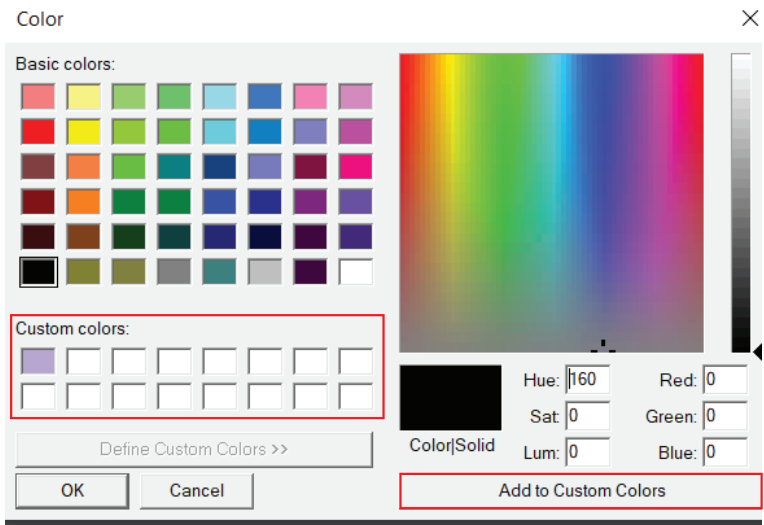 Color
Basic colors:
Custom colors:
Define Custom Colors >>
OK
Cancel
Hue: 160
Red: 0
Sat: 0
Green: 0
Color|Solid
Lum: 0
Blue: 0
Add to Custom Colors